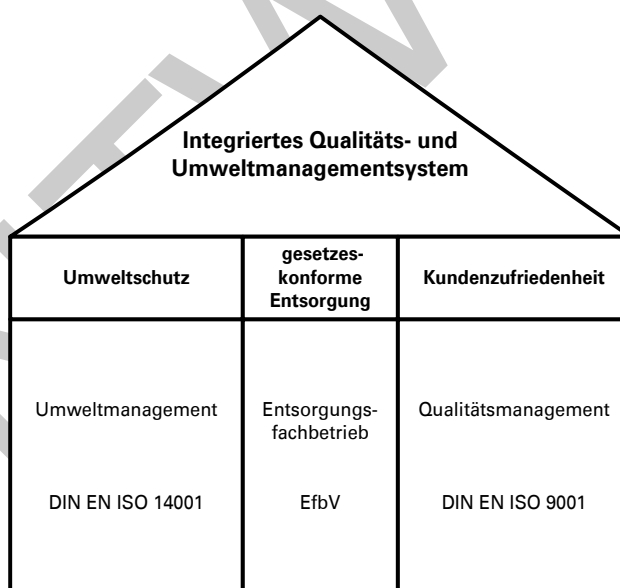 Integriertes Qualitäts- und
Umweltmanagementsystem
Umweltschutz
gesetzes-
konforme
Entsorgung
Kundenzufriedenheit
Umweltmanagement
Entsorgungs-
fachbetrieb
Qualitätsmanagement
DIN EN ISO 14001
EfbV
DIN EN ISO 9001